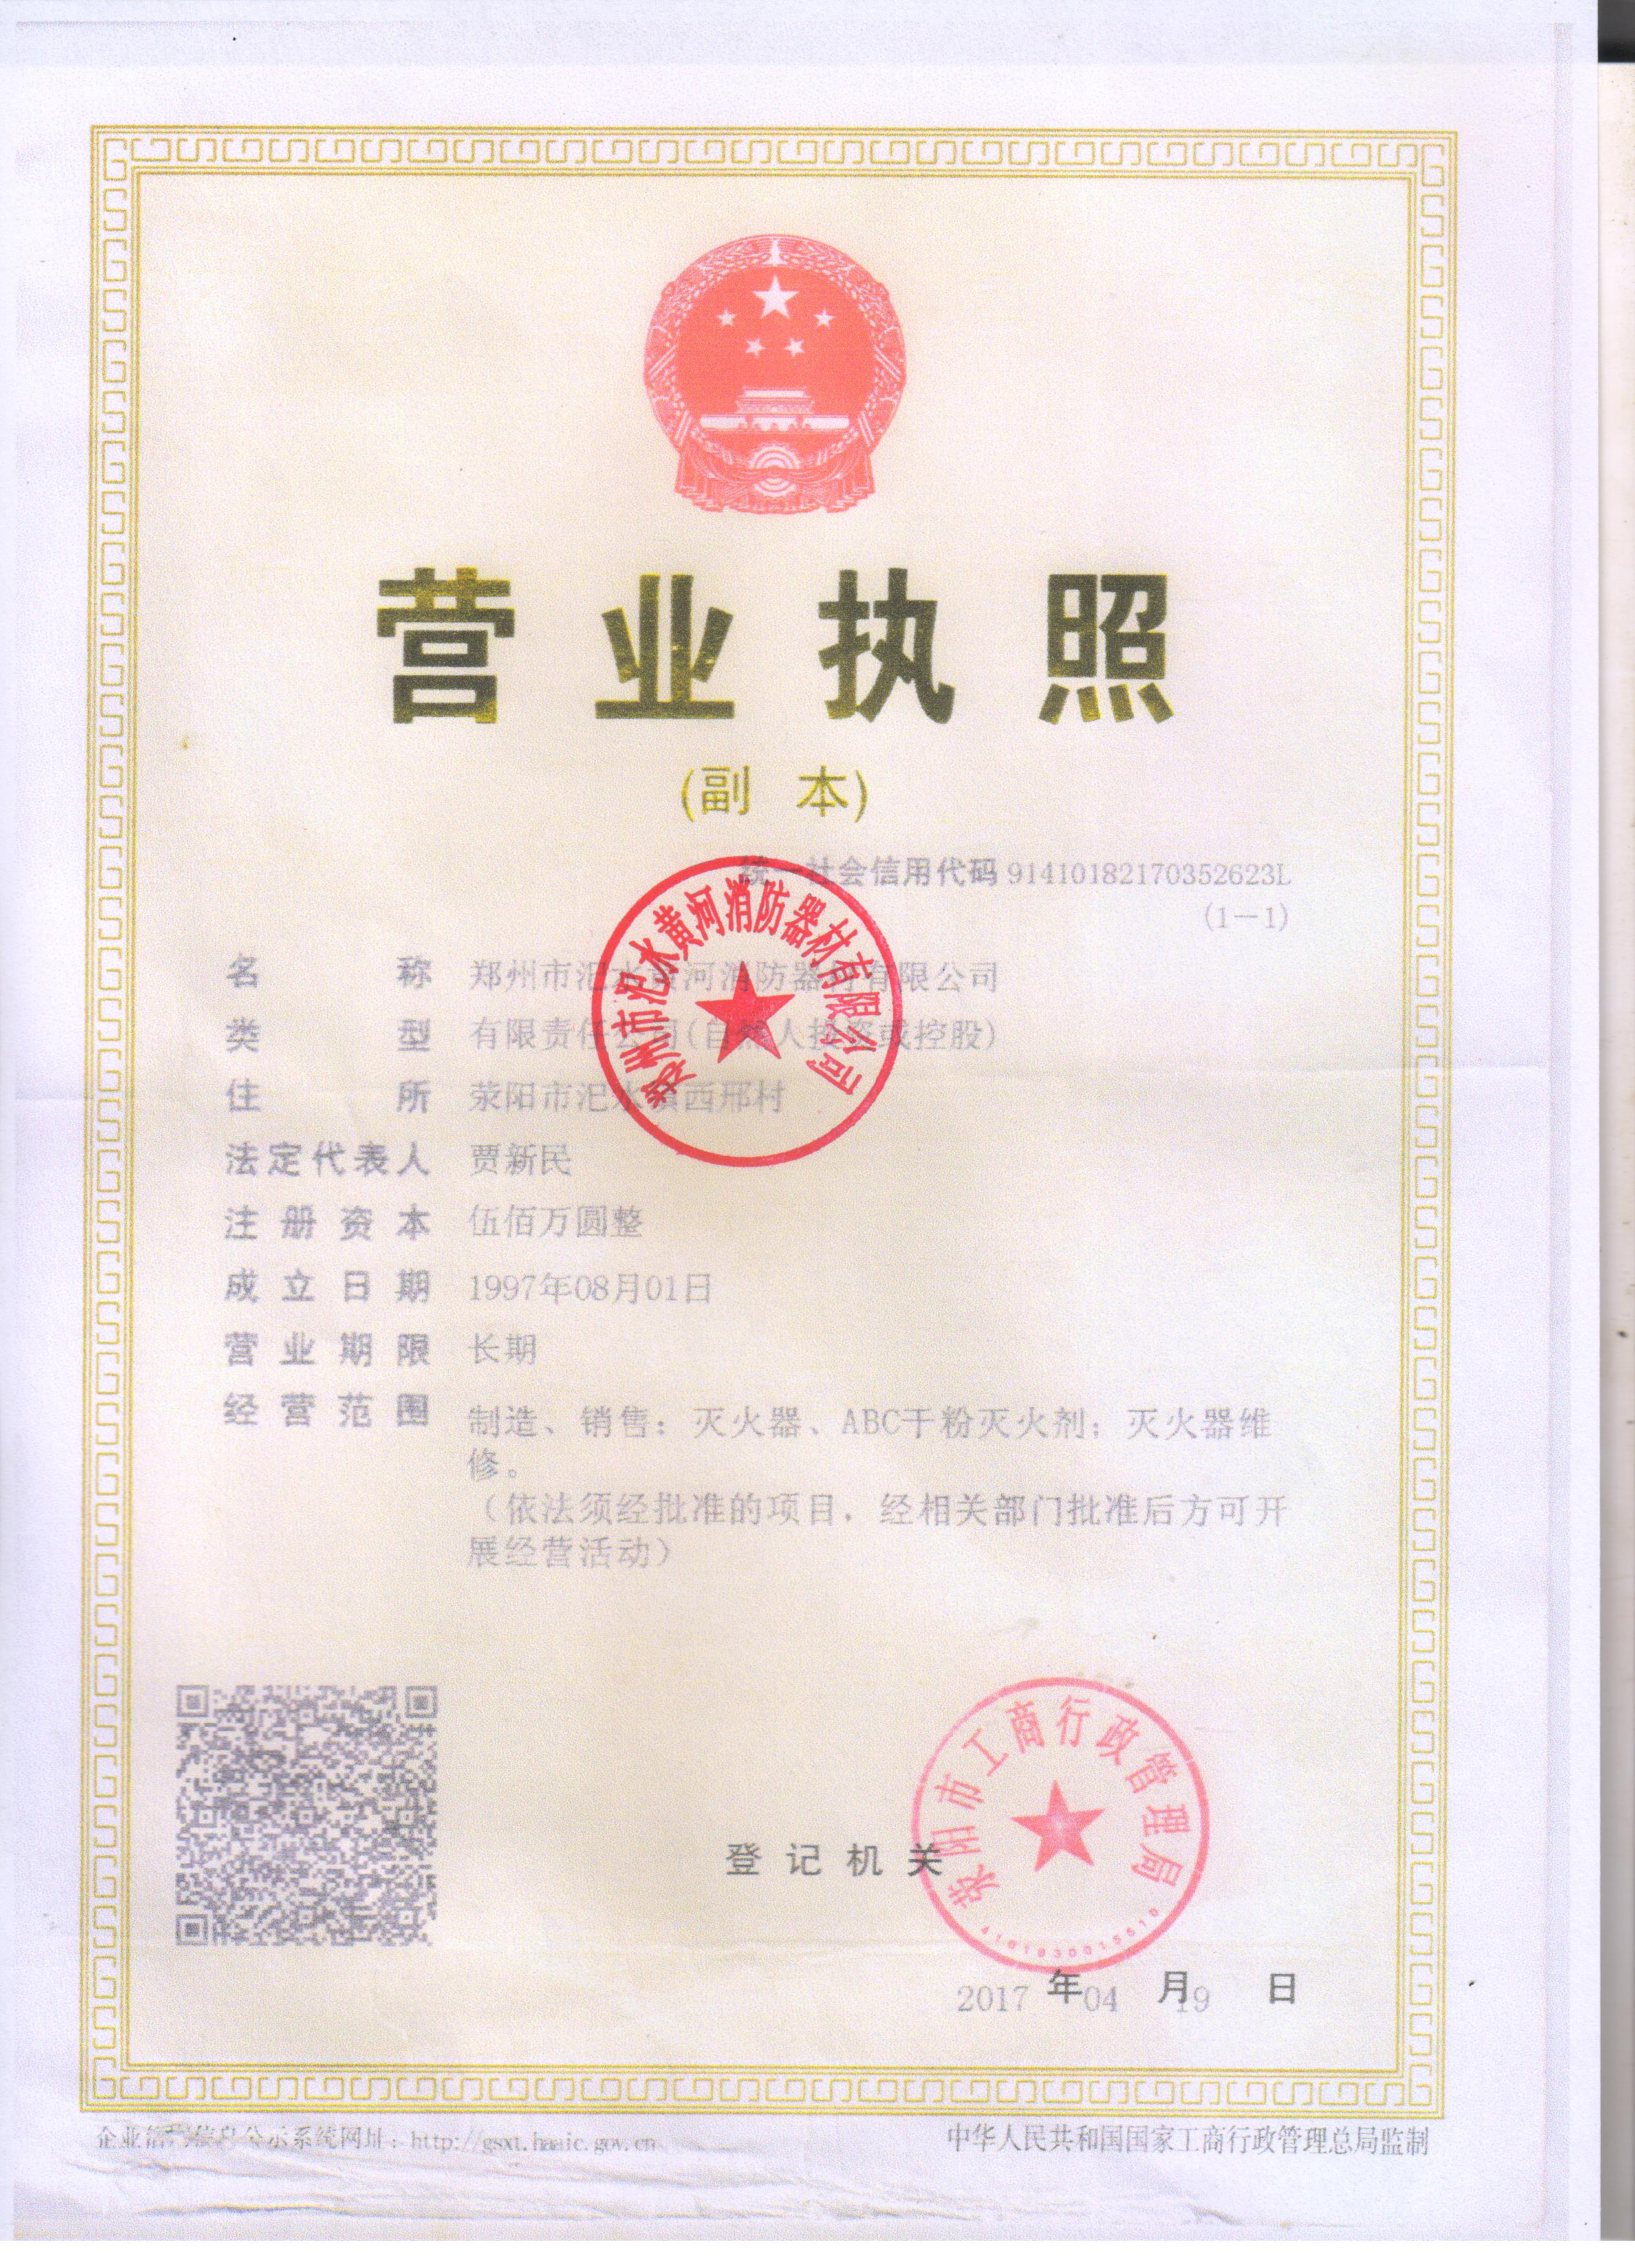 营业执照
(副 本)
统一社会信用代码 91410182170352623L
(1-1)
名 称 郑州市汜水黄河消防器材有限公司
类 型 有限责任公司(自然人投资或控股)
住 所 荥阳市汜水镇西邢村
法定代表人 贾新民
注册资本 伍佰万圆整
成立日期 1997年08月01日
营业期限 长期
经营范围 制造、销售：灭火器、ABC干粉灭火剂；灭火器维
修。
（依法须经批准的项目，经相关部门批准后方可开
展经营活动）
郑州市汜水黄河消防器材有限公司
登记机关
荥阳市工商行政管理局
4101830015510
2017 年04 月19 日
企业信用信息公示系统网址：http://gsxt.haaic.gov.cn
中华人民共和国国家工商行政管理总局监制